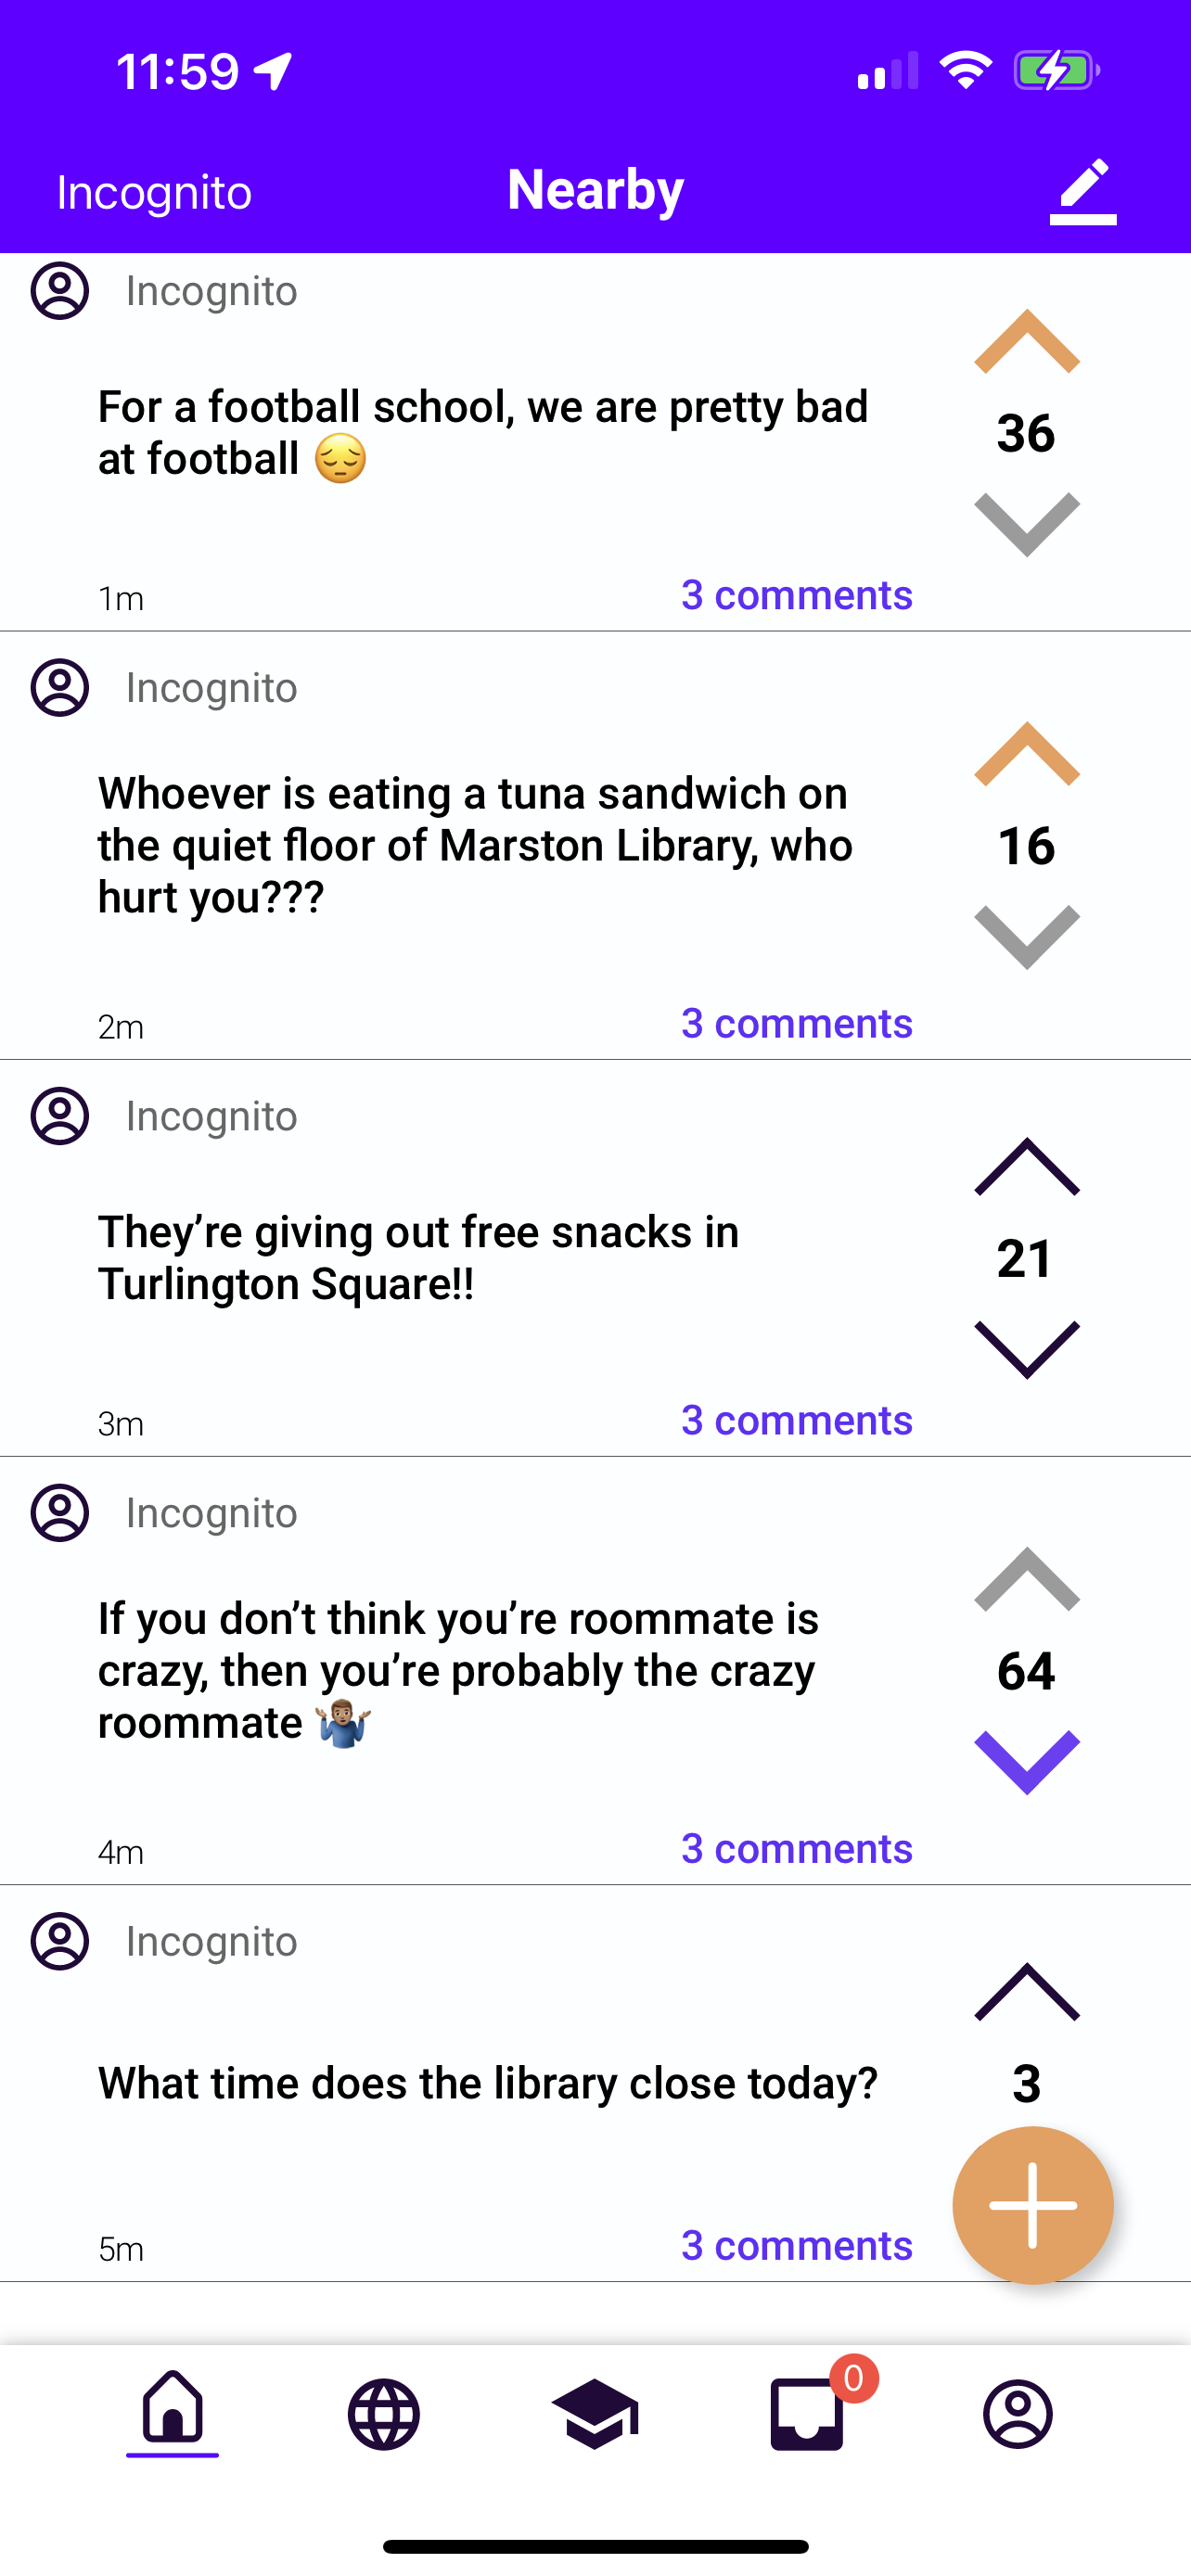 11:59
Incognito Nearby
Incognito
For a football school, we are pretty bad
at football 😔
36
1m 3 comments
Incognito
Whoever is eating a tuna sandwich on
the quiet floor of Marston Library, who
hurt you???
16
2m 3 comments
Incognito
They’re giving out free snacks in
Turlington Square!!
21
3m 3 comments
Incognito
If you don’t think you’re roommate is
crazy, then you’re probably the crazy
roommate 🤷🏽‍♂️
64
4m 3 comments
Incognito
What time does the library close today?
3
5m 3 comments
0